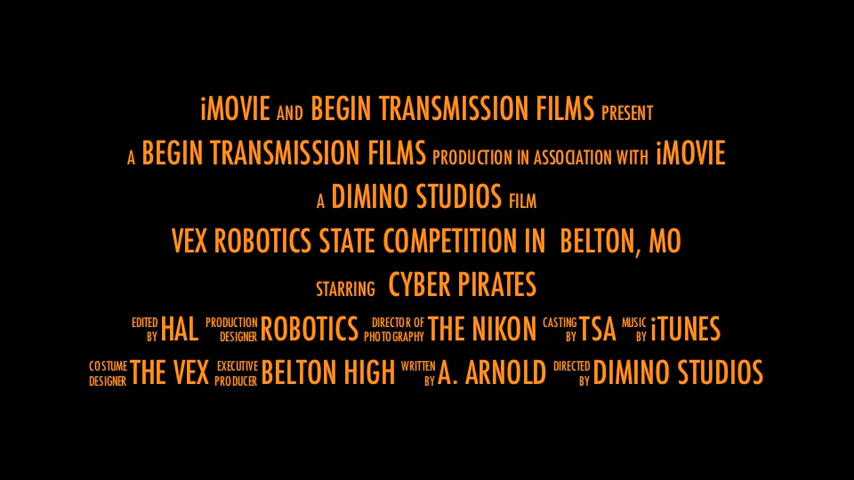 iMOVIE AND BEGIN TRANSMISSION FILMS PRESENT
A BEGIN TRANSMISSION FILMS PRODUCTION IN ASSOCIATION WITH iMOVIE
A DIMINO STUDIOS FILM
VEX ROBOTICS STATE COMPETITION IN BELTON, MO
STARRING CYBER PIRATES
EDITED BY HAL PRODUCTION DESIGNER ROBOTICS DIRECTOR OF PHOTOGRAPHY THE NIKON CASTING BY TSA MUSIC BY iTUNES
COSTUME DESIGNER THE VEX EXECUTIVE PRODUCER BELTON HIGH WRITTEN BY A. ARNOLD DIRECTED BY DIMINO STUDIOS